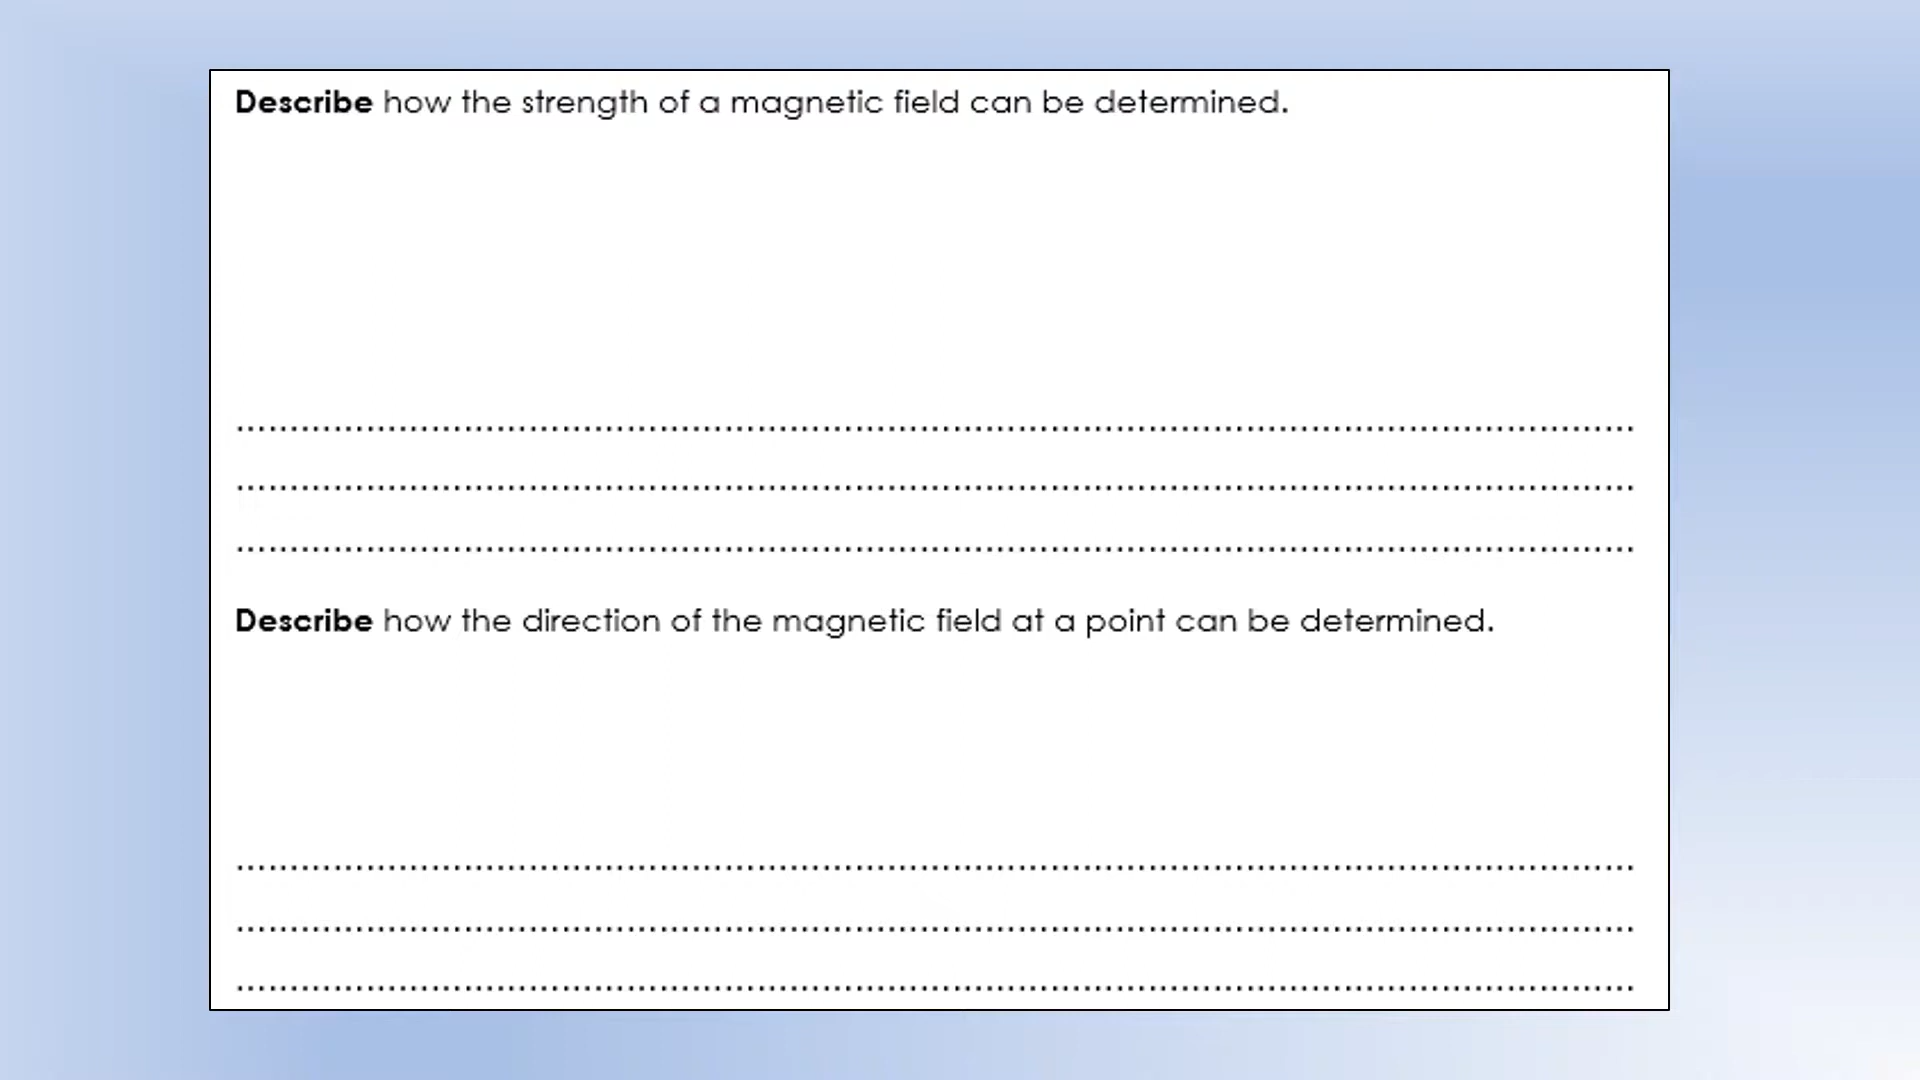 Describe how the strength of a magnetic field can be determined.
Describe how the direction of the magnetic field at a point can be determined.